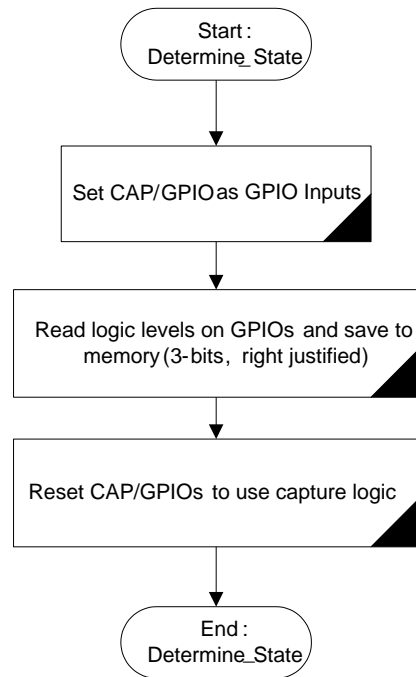 Start:
Determine_State
Set CAP/GPIO as GPIO Inputs
Read logic levels on GPIOs and save to
memory (3-bits, right justified)
Reset CAP/GPIOs to use capture logic
End:
Determine_State